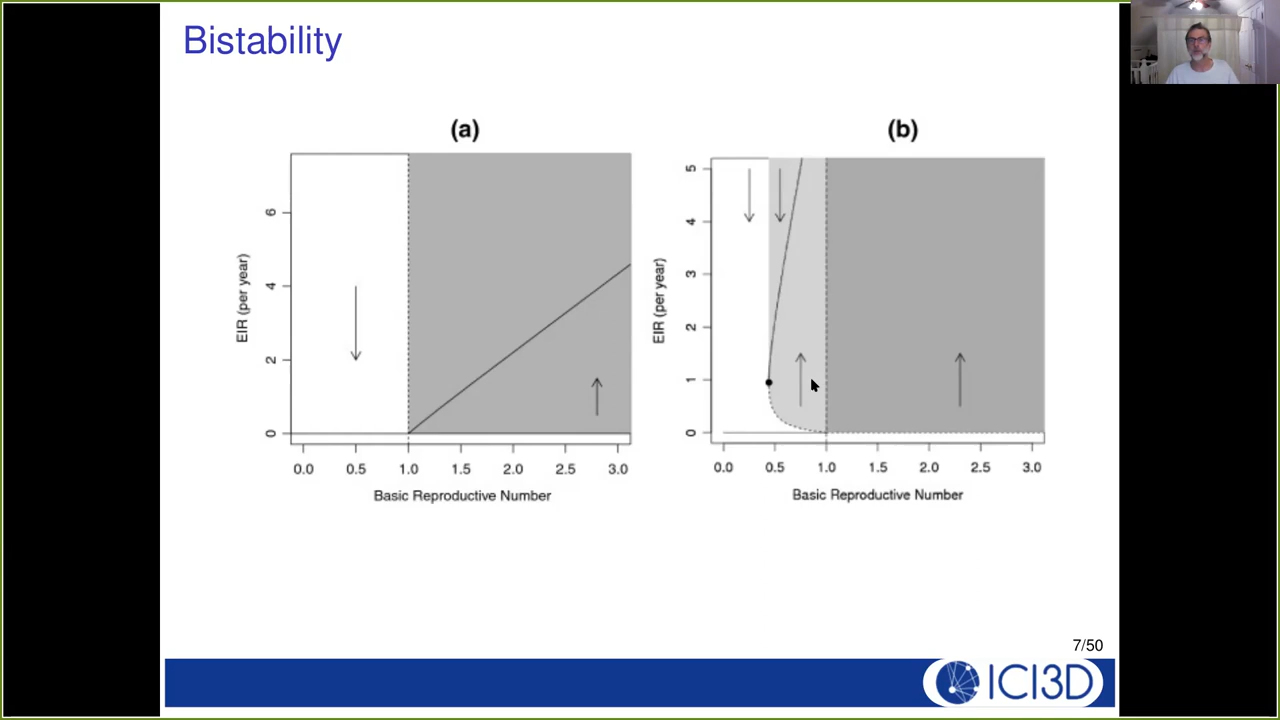 Bistability
(a)
EIR (per year)
6
4
2
0
0.0 0.5 1.0 1.5 2.0 2.5 3.0
Basic Reproductive Number
(b)
EIR (per year)
5
4
3
2
1
0
0.0 0.5 1.0 1.5 2.0 2.5 3.0
Basic Reproductive Number
7/50
ICI3D